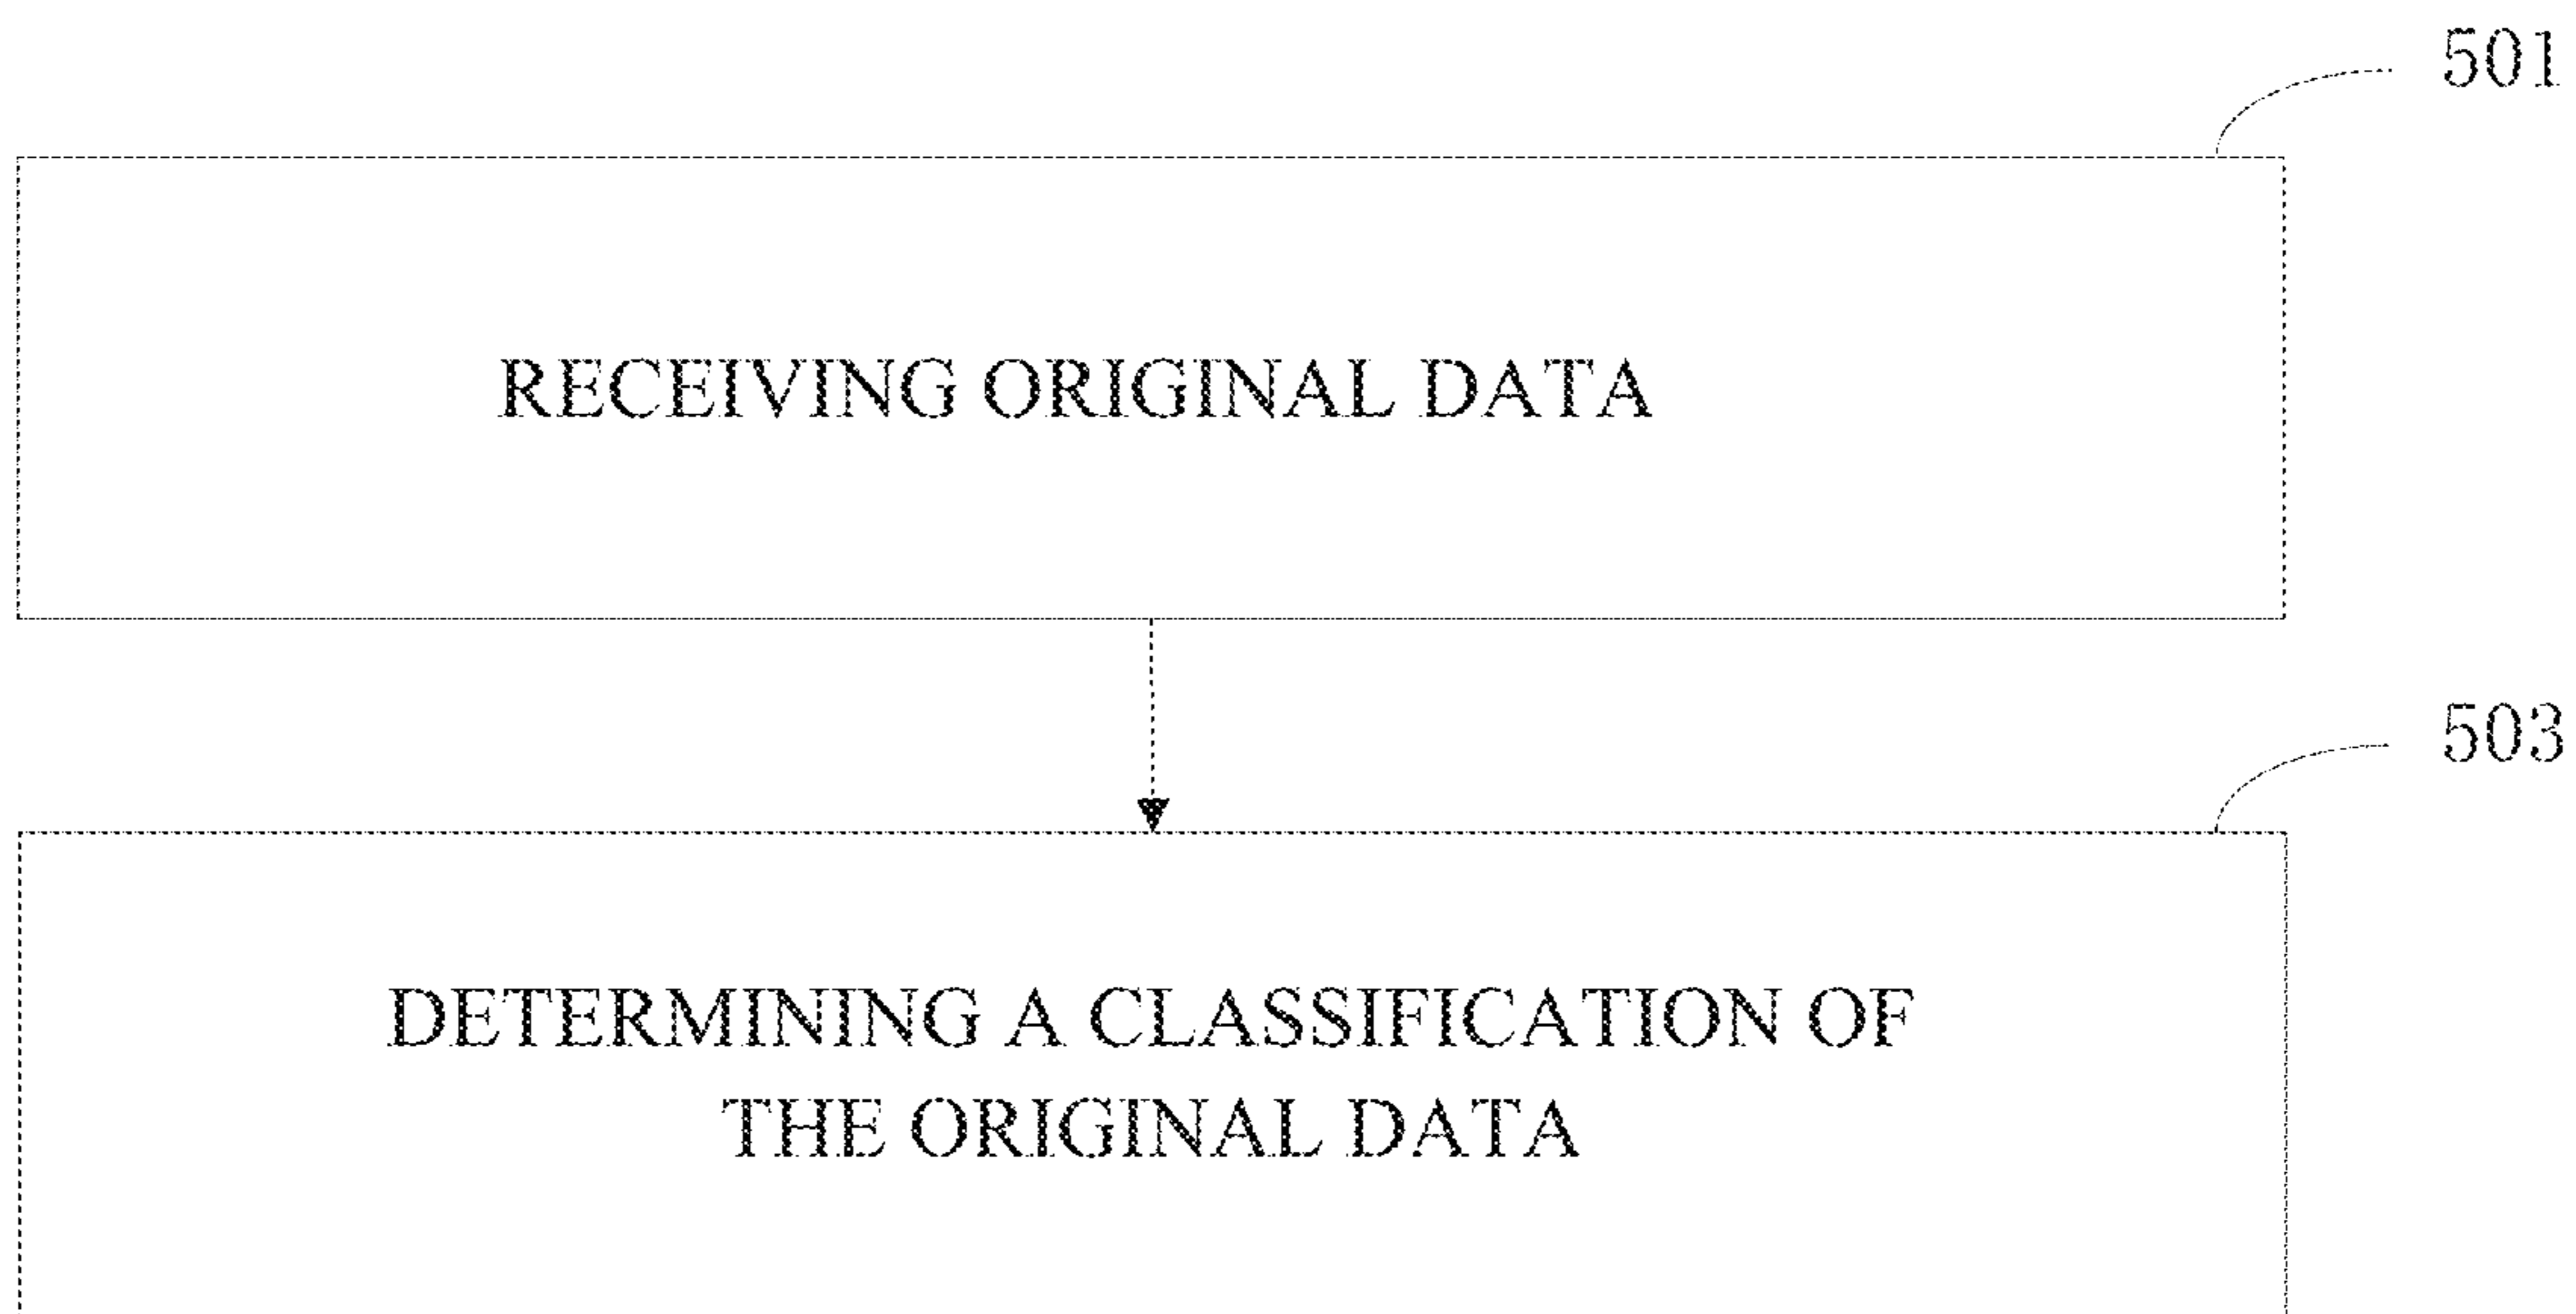 501
RECEIVING ORIGINAL DATA
503
DETERMINING A CLASSIFICATION OF
THE ORIGINAL DATA